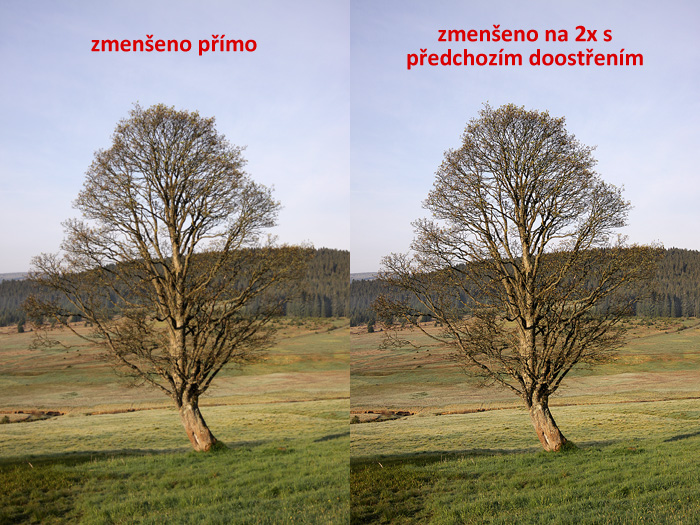 zmenšeno přímo
zmenšeno na 2x s
předchozím doostřením